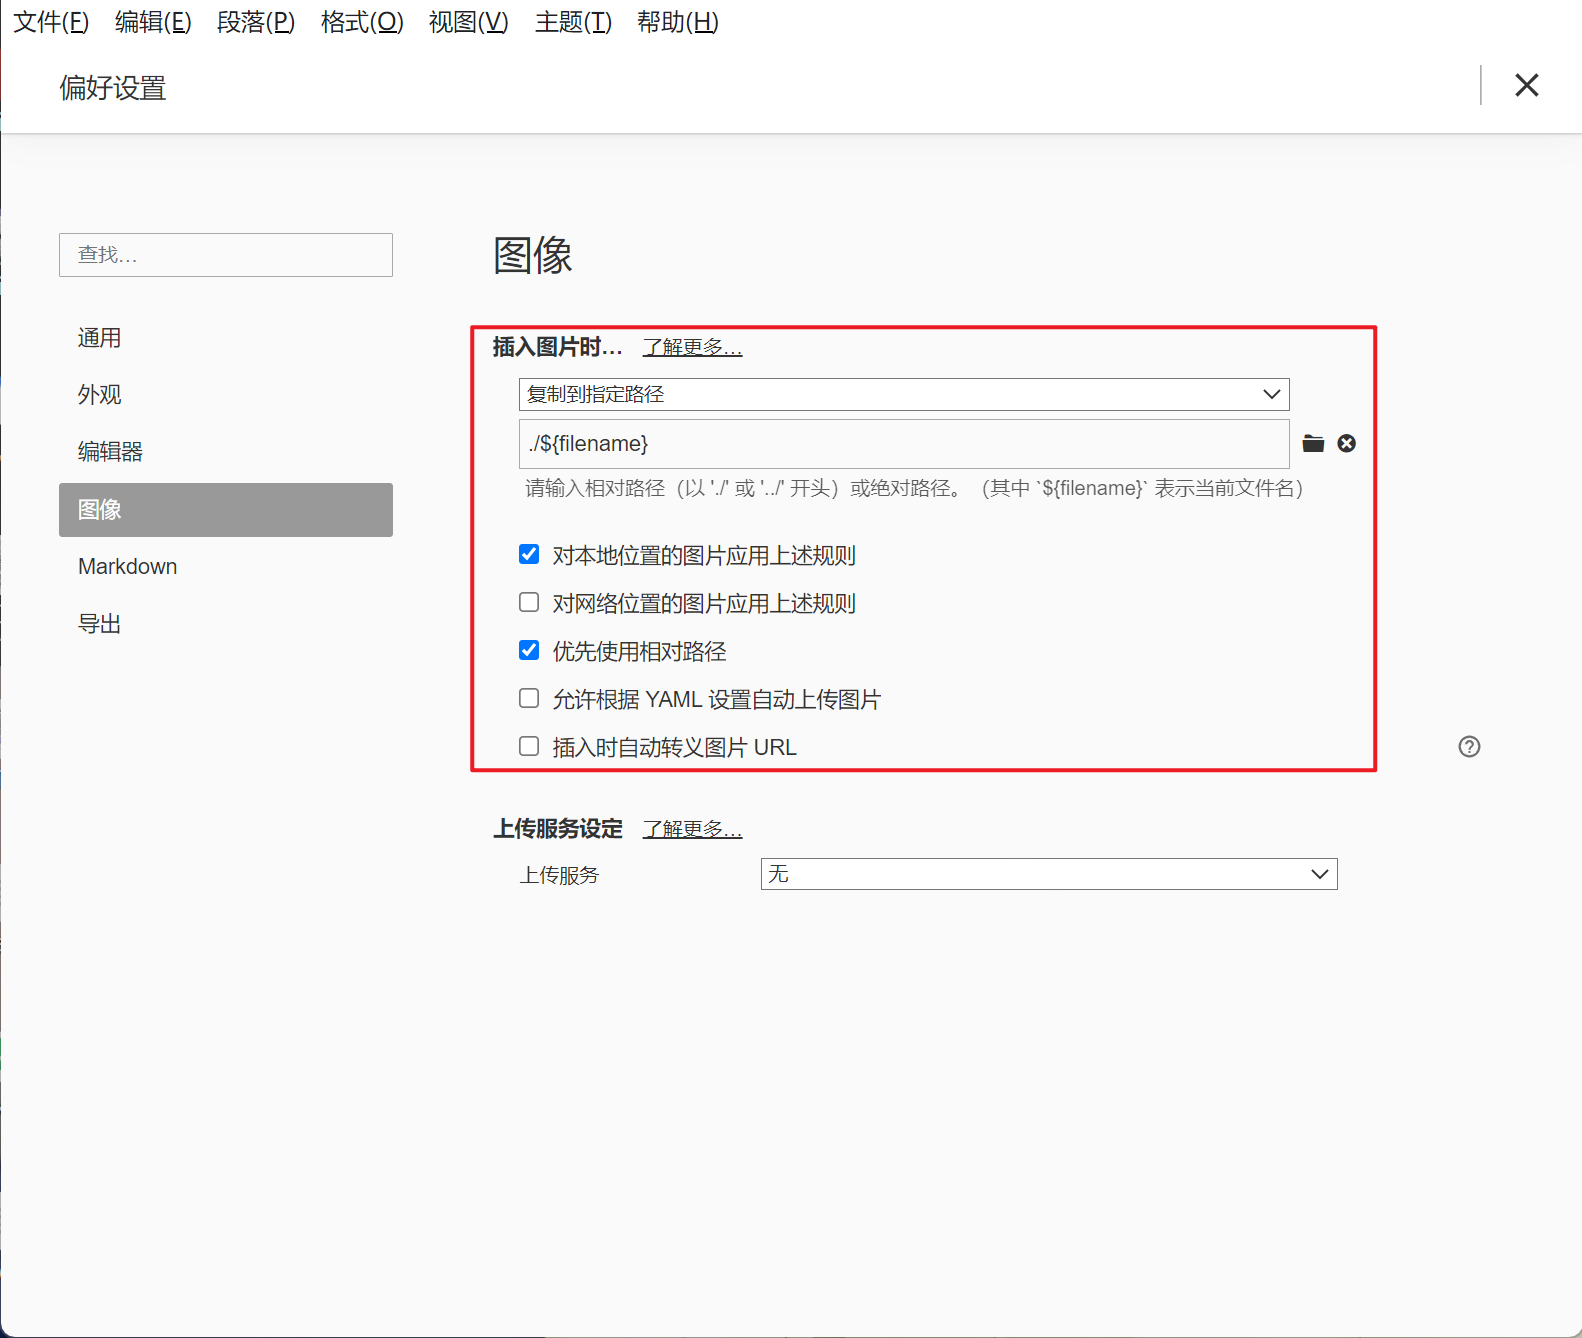 文件(F) 编辑(E) 段落(P) 格式(O) 视图(V) 主题(T) 帮助(H)
偏好设置
查找...
通用
外观
编辑器
图像
Markdown
导出
图像
插入图片时... 了解更多...
复制到指定路径
./${filename}
请输入相对路径（以 './' 或 '../' 开头）或绝对路径。（其中 `${filename}` 表示当前文件名）
对本地位置的图片应用上述规则
对网络位置的图片应用上述规则
优先使用相对路径
允许根据 YAML 设置自动上传图片
插入时自动转义图片 URL
上传服务设定 了解更多...
上传服务 无